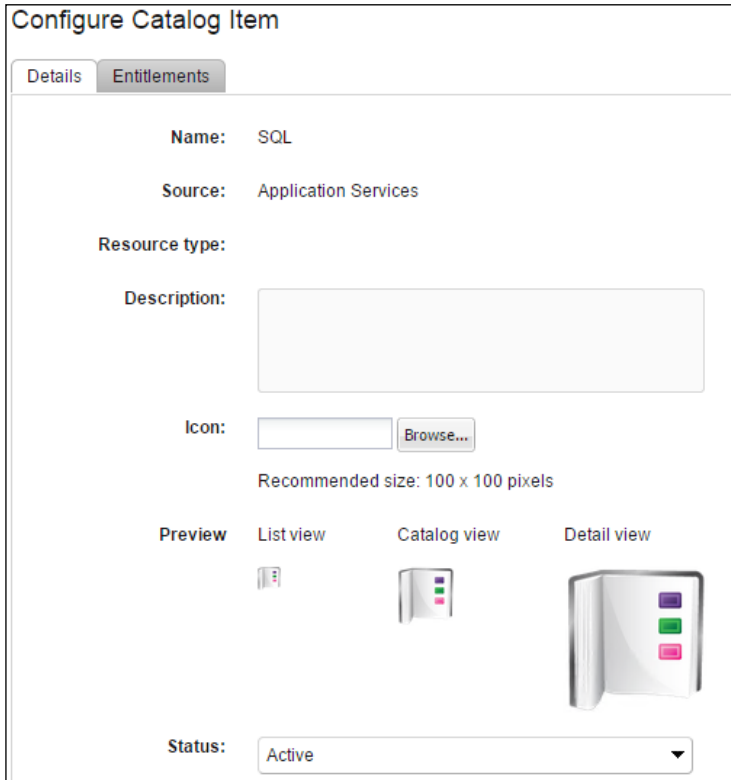 Configure Catalog Item
Details Entitlements
Name: SQL
Source: Application Services
Resource type:
Description:
Icon: Browse...
Recommended size: 100 x 100 pixels
Preview List view Catalog view Detail view
Status: Active